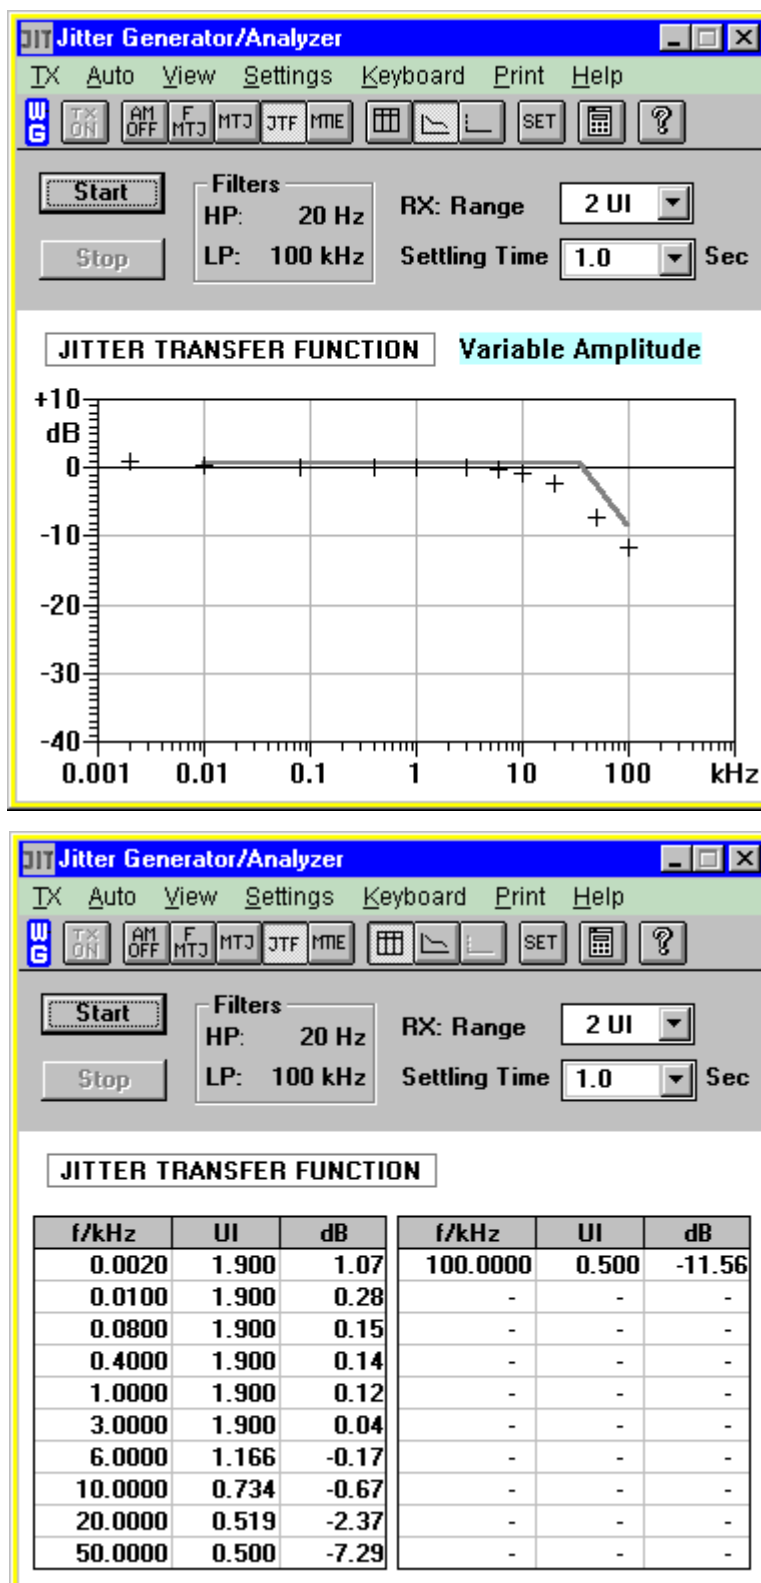 JIT Jitter Generator/Analyzer
TX Auto View Settings Keyboard Print Help
WG TX ON AM OFF F MTJ MTJ JTF MTIE SET ?
Start Filters
HP: 20 Hz RX: Range 2 UI
Stop LP: 100 kHz Settling Time 1.0 Sec
JITTER TRANSFER FUNCTION Variable Amplitude
+10
dB
0
-10
-20
-30
-40
0.001 0.01 0.1 1 10 100 kHz
JIT Jitter Generator/Analyzer
TX Auto View Settings Keyboard Print Help
WG TX ON AM OFF F MTJ MTJ JTF MTIE SET ?
Start Filters
HP: 20 Hz RX: Range 2 UI
Stop LP: 100 kHz Settling Time 1.0 Sec
JITTER TRANSFER FUNCTION
f/kHz UI dB f/kHz UI dB
0.0020 1.900 1.07 100.0000 0.500 -11.56
0.0100 1.900 0.28 - - -
0.0800 1.900 0.15 - - -
0.4000 1.900 0.14 - - -
1.0000 1.900 0.12 - - -
3.0000 1.900 0.04 - - -
6.0000 1.166 -0.17 - - -
10.0000 0.734 -0.67 - - -
20.0000 0.519 -2.37 - - -
50.0000 0.500 -7.29 - - -